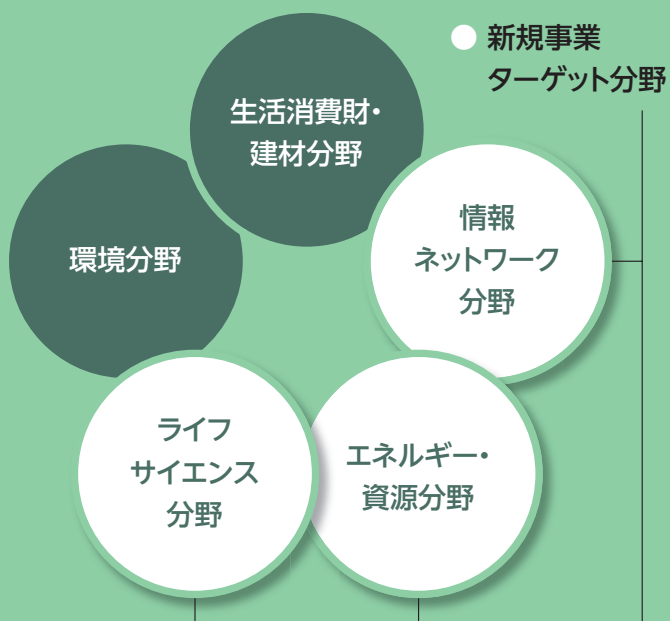 新規事業
ターゲット分野
生活消費財・
建材分野
環境分野
情報
ネットワーク
分野
ライフ
サイエンス
分野
エネルギー・
資源分野